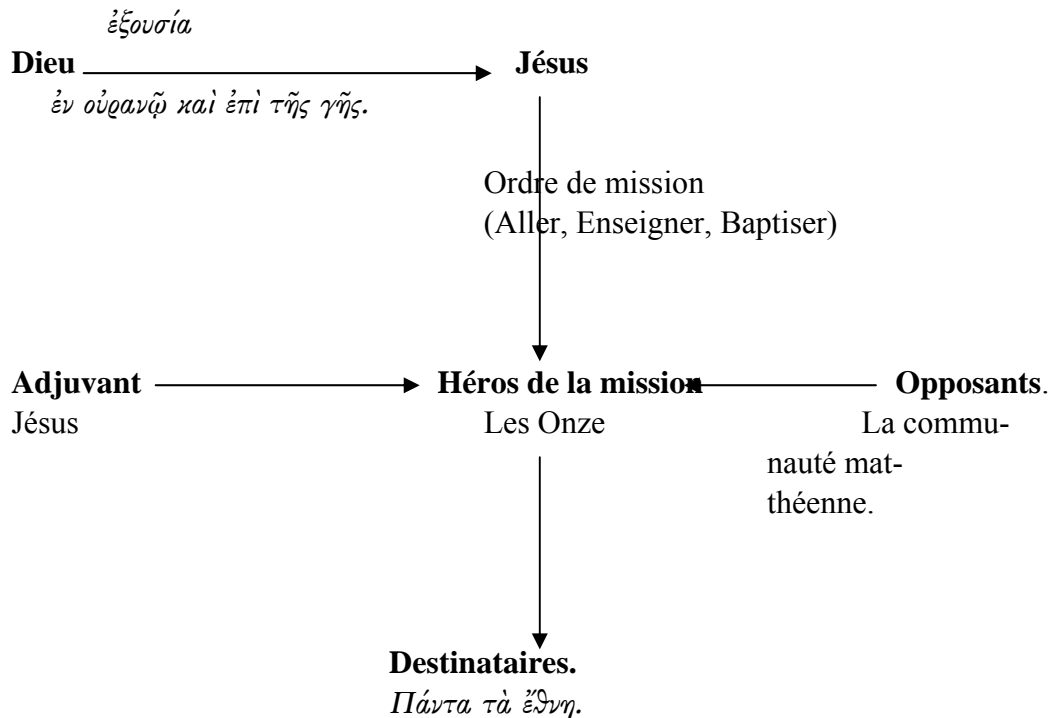 ἐξουσία
Dieu Jésus
ἐν οὐρανῷ καὶ ἐπὶ τῆς γῆς.
Ordre de mission
(Aller, Enseigner, Baptiser)
Adjuvant Héros de la mission Opposants.
Jésus Les Onze La commu-
nauté mat-
théenne.
Destinataires.
Πάντα τὰ ἔθνη.